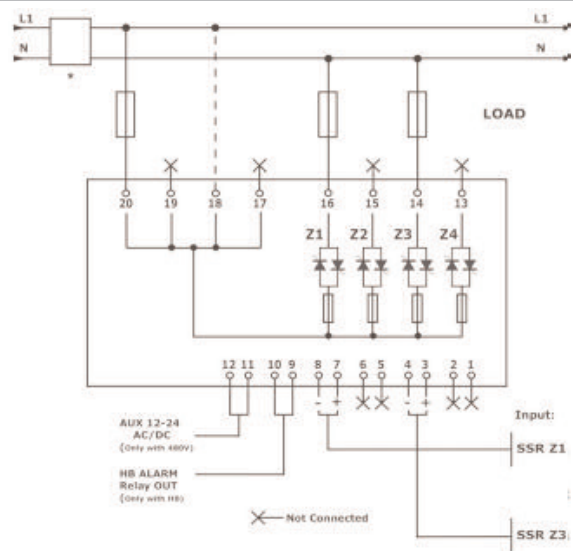 L1 L1
N N
*
LOAD
20 19 18 17 16 15 14 13
Z1 Z2 Z3 Z4
12 11 10 9 8 7 6 5 4 3 2 1
- + - +
Input:
AUX 12-24
AC/DC
(Only with 480V)
SSR Z1
HB ALARM
Relay OUT
(Only with HB)
Not Connected
SSR Z3